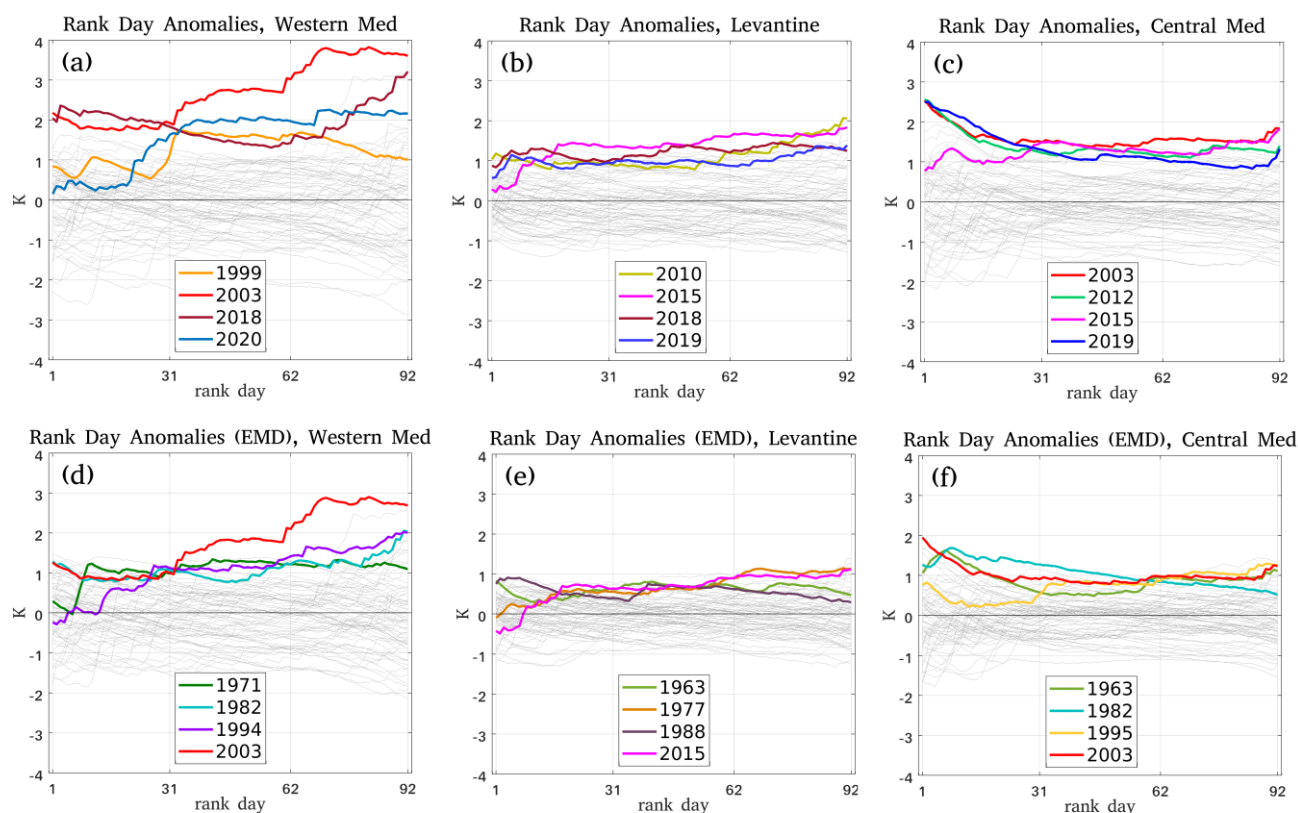 Rank Day Anomalies, Western Med
(a)
4
3
2
1
0
-1
-2
-3
-4
K
1999
2003
2018
2020
1 31 62 92
rank day
Rank Day Anomalies, Levantine
(b)
4
3
2
1
0
-1
-2
-3
-4
K
2010
2015
2018
2019
1 31 62 92
rank day
Rank Day Anomalies, Central Med
(c)
4
3
2
1
0
-1
-2
-3
-4
K
2003
2012
2015
2019
1 31 62 92
rank day
Rank Day Anomalies (EMD), Western Med
(d)
4
3
2
1
0
-1
-2
-3
-4
K
1971
1982
1994
2003
1 31 62 92
rank day
Rank Day Anomalies (EMD), Levantine
(e)
4
3
2
1
0
-1
-2
-3
-4
K
1963
1977
1988
2015
1 31 62 92
rank day
Rank Day Anomalies (EMD), Central Med
(f)
4
3
2
1
0
-1
-2
-3
-4
K
1963
1982
1995
2003
1 31 62 92
rank day